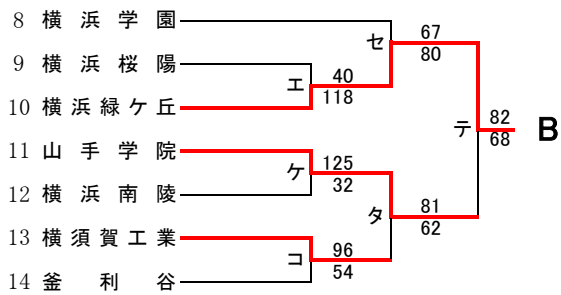 8 横浜学園
セ 67
80
9 横浜桜陽
エ 40
118
10 横浜緑ケ丘
テ 82
68 B
11 山手学院
ケ 125
32
12 横浜南陵
タ 81
62
13 横須賀工業
コ 96
54
14 釜利谷